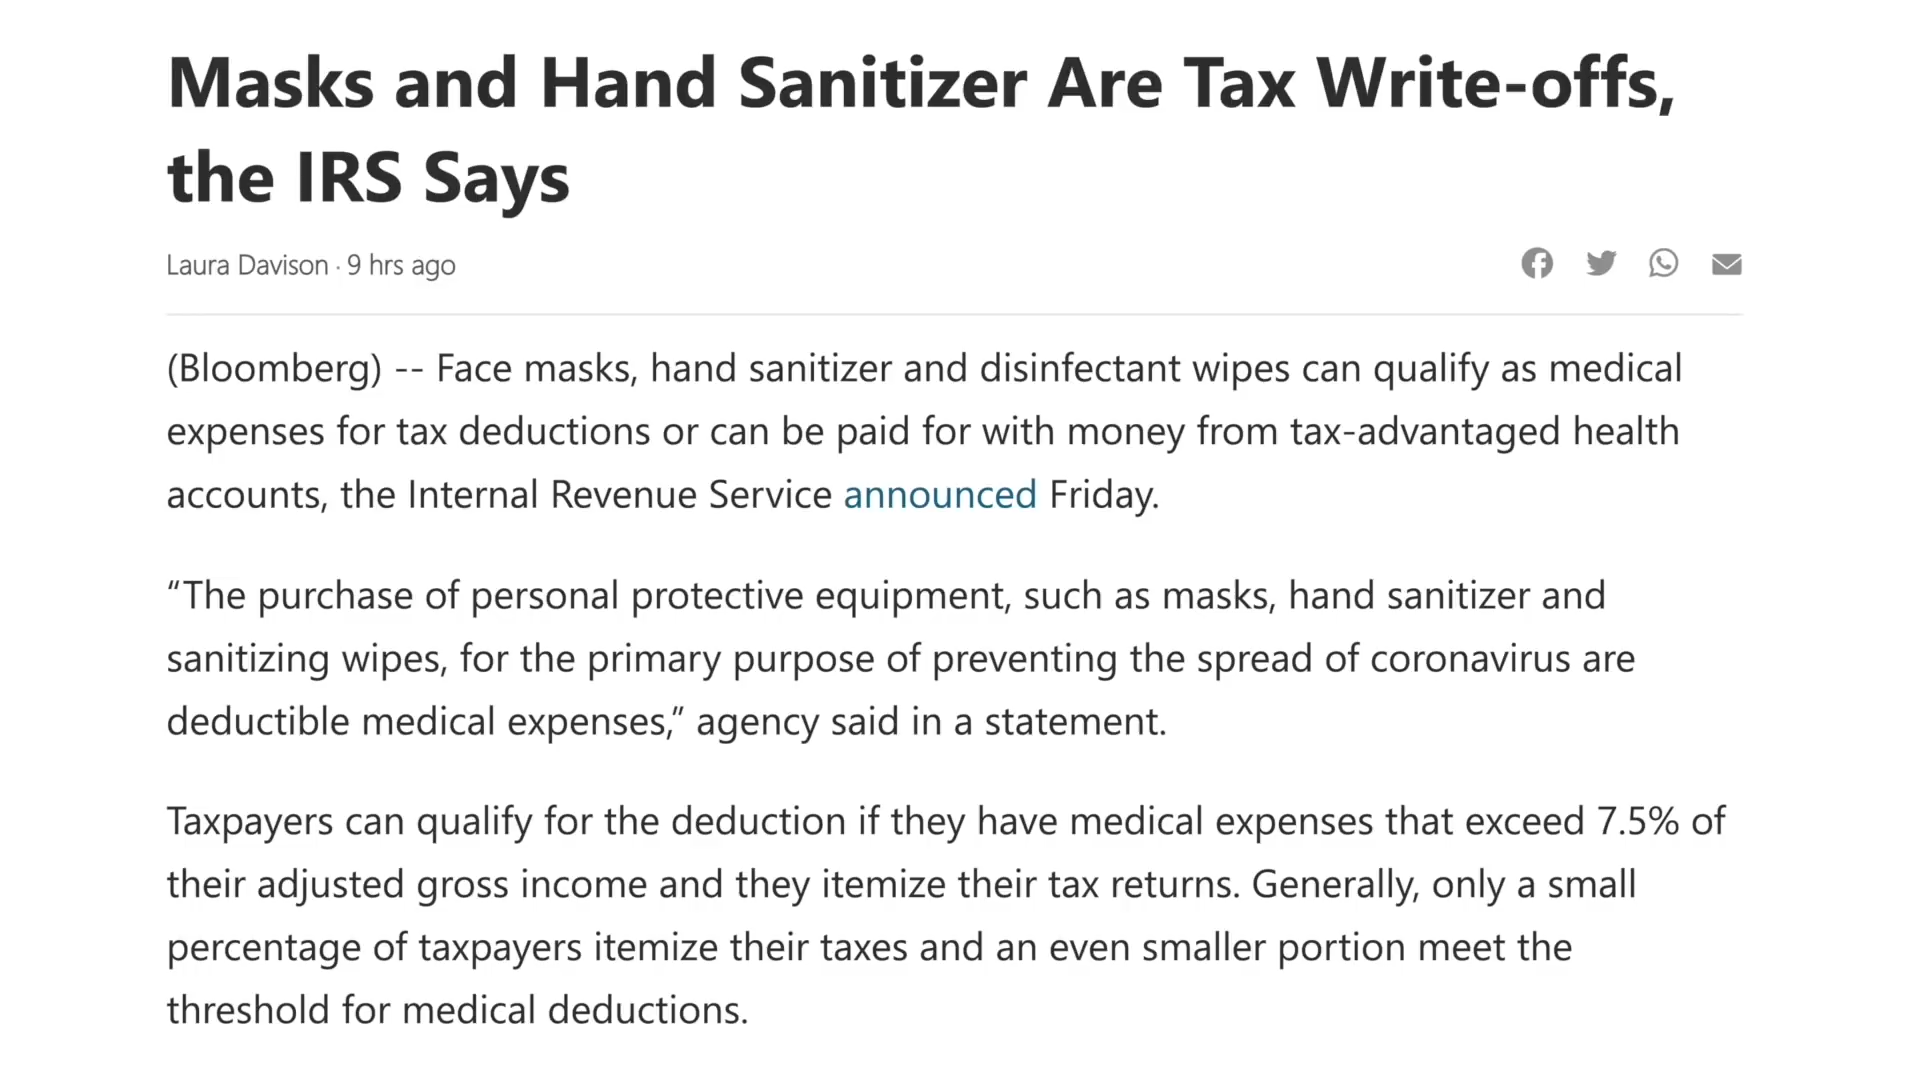 Masks and Hand Sanitizer Are Tax Write-offs,
the IRS Says
Laura Davison · 9 hrs ago
(Bloomberg) -- Face masks, hand sanitizer and disinfectant wipes can qualify as medical
expenses for tax deductions or can be paid for with money from tax-advantaged health
accounts, the Internal Revenue Service announced Friday.
“The purchase of personal protective equipment, such as masks, hand sanitizer and
sanitizing wipes, for the primary purpose of preventing the spread of coronavirus are
deductible medical expenses,” agency said in a statement.
Taxpayers can qualify for the deduction if they have medical expenses that exceed 7.5% of
their adjusted gross income and they itemize their tax returns. Generally, only a small
percentage of taxpayers itemize their taxes and an even smaller portion meet the
threshold for medical deductions.